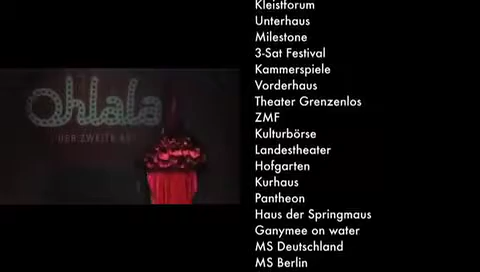 Ohlala
DER ZWEITE
Kleistforum
Unterhaus
Milestone
3-Sat Festival
Kammerspiele
Vorderhaus
Theater Grenzenlos
ZMF
Kulturbörse
Landestheater
Hofgarten
Kurhaus
Pantheon
Haus der Springmaus
Ganymee on water
MS Deutschland
MS Berlin